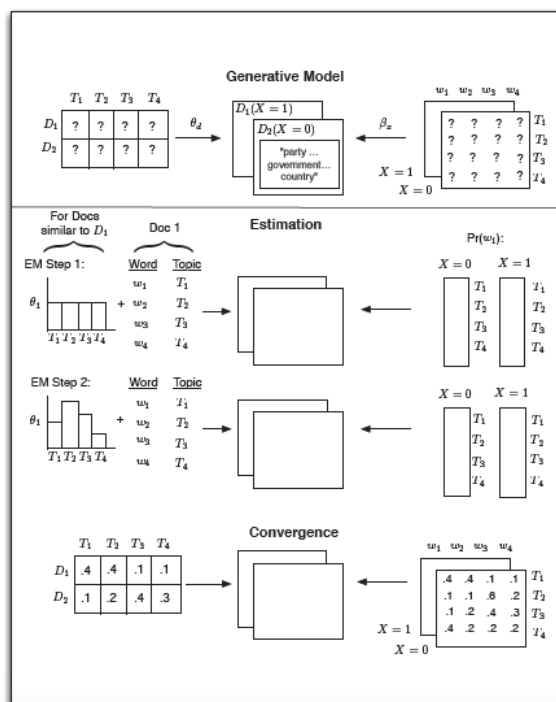 Generative Model
T₁ T₂ T₃ T₄
D₁ ? ? ? ?
D₂ ? ? ? ?
θ_d
D₁(X = 1)
D₂(X = 0)
"party ...
government...
country"
β_x
w₁ w₂ w₃ w₄
? ? ? ? T₁
? ? ? ? T₂
? ? ? ? T₃
? ? ? ? T₄
X = 1
X = 0
Estimation
For Docs
similar to D₁
Doc 1
Pr(w₁):
EM Step 1:
θ₁
T₁ T₂ T₃ T₄
+
Word Topic
w₁ T₁
w₂ T₂
w₃ T₃
w₄ T₄
X = 0 X = 1
T₁ T₁
T₂ T₂
T₃ T₃
T₄ T₄
EM Step 2:
θ₁
T₁ T₂ T₃ T₄
+
Word Topic
w₁ T₁
w₂ T₂
w₃ T₃
w₄ T₄
X = 0 X = 1
T₁ T₁
T₂ T₂
T₃ T₃
T₄ T₄
Convergence
T₁ T₂ T₃ T₄
D₁ .4 .4 .1 .1
D₂ .1 .2 .4 .3
w₁ w₂ w₃ w₄
.4 .4 .1 .1 T₁
.1 .1 .6 .2 T₂
.1 .2 .4 .3 T₃
.4 .2 .2 .2 T₄
X = 1
X = 0